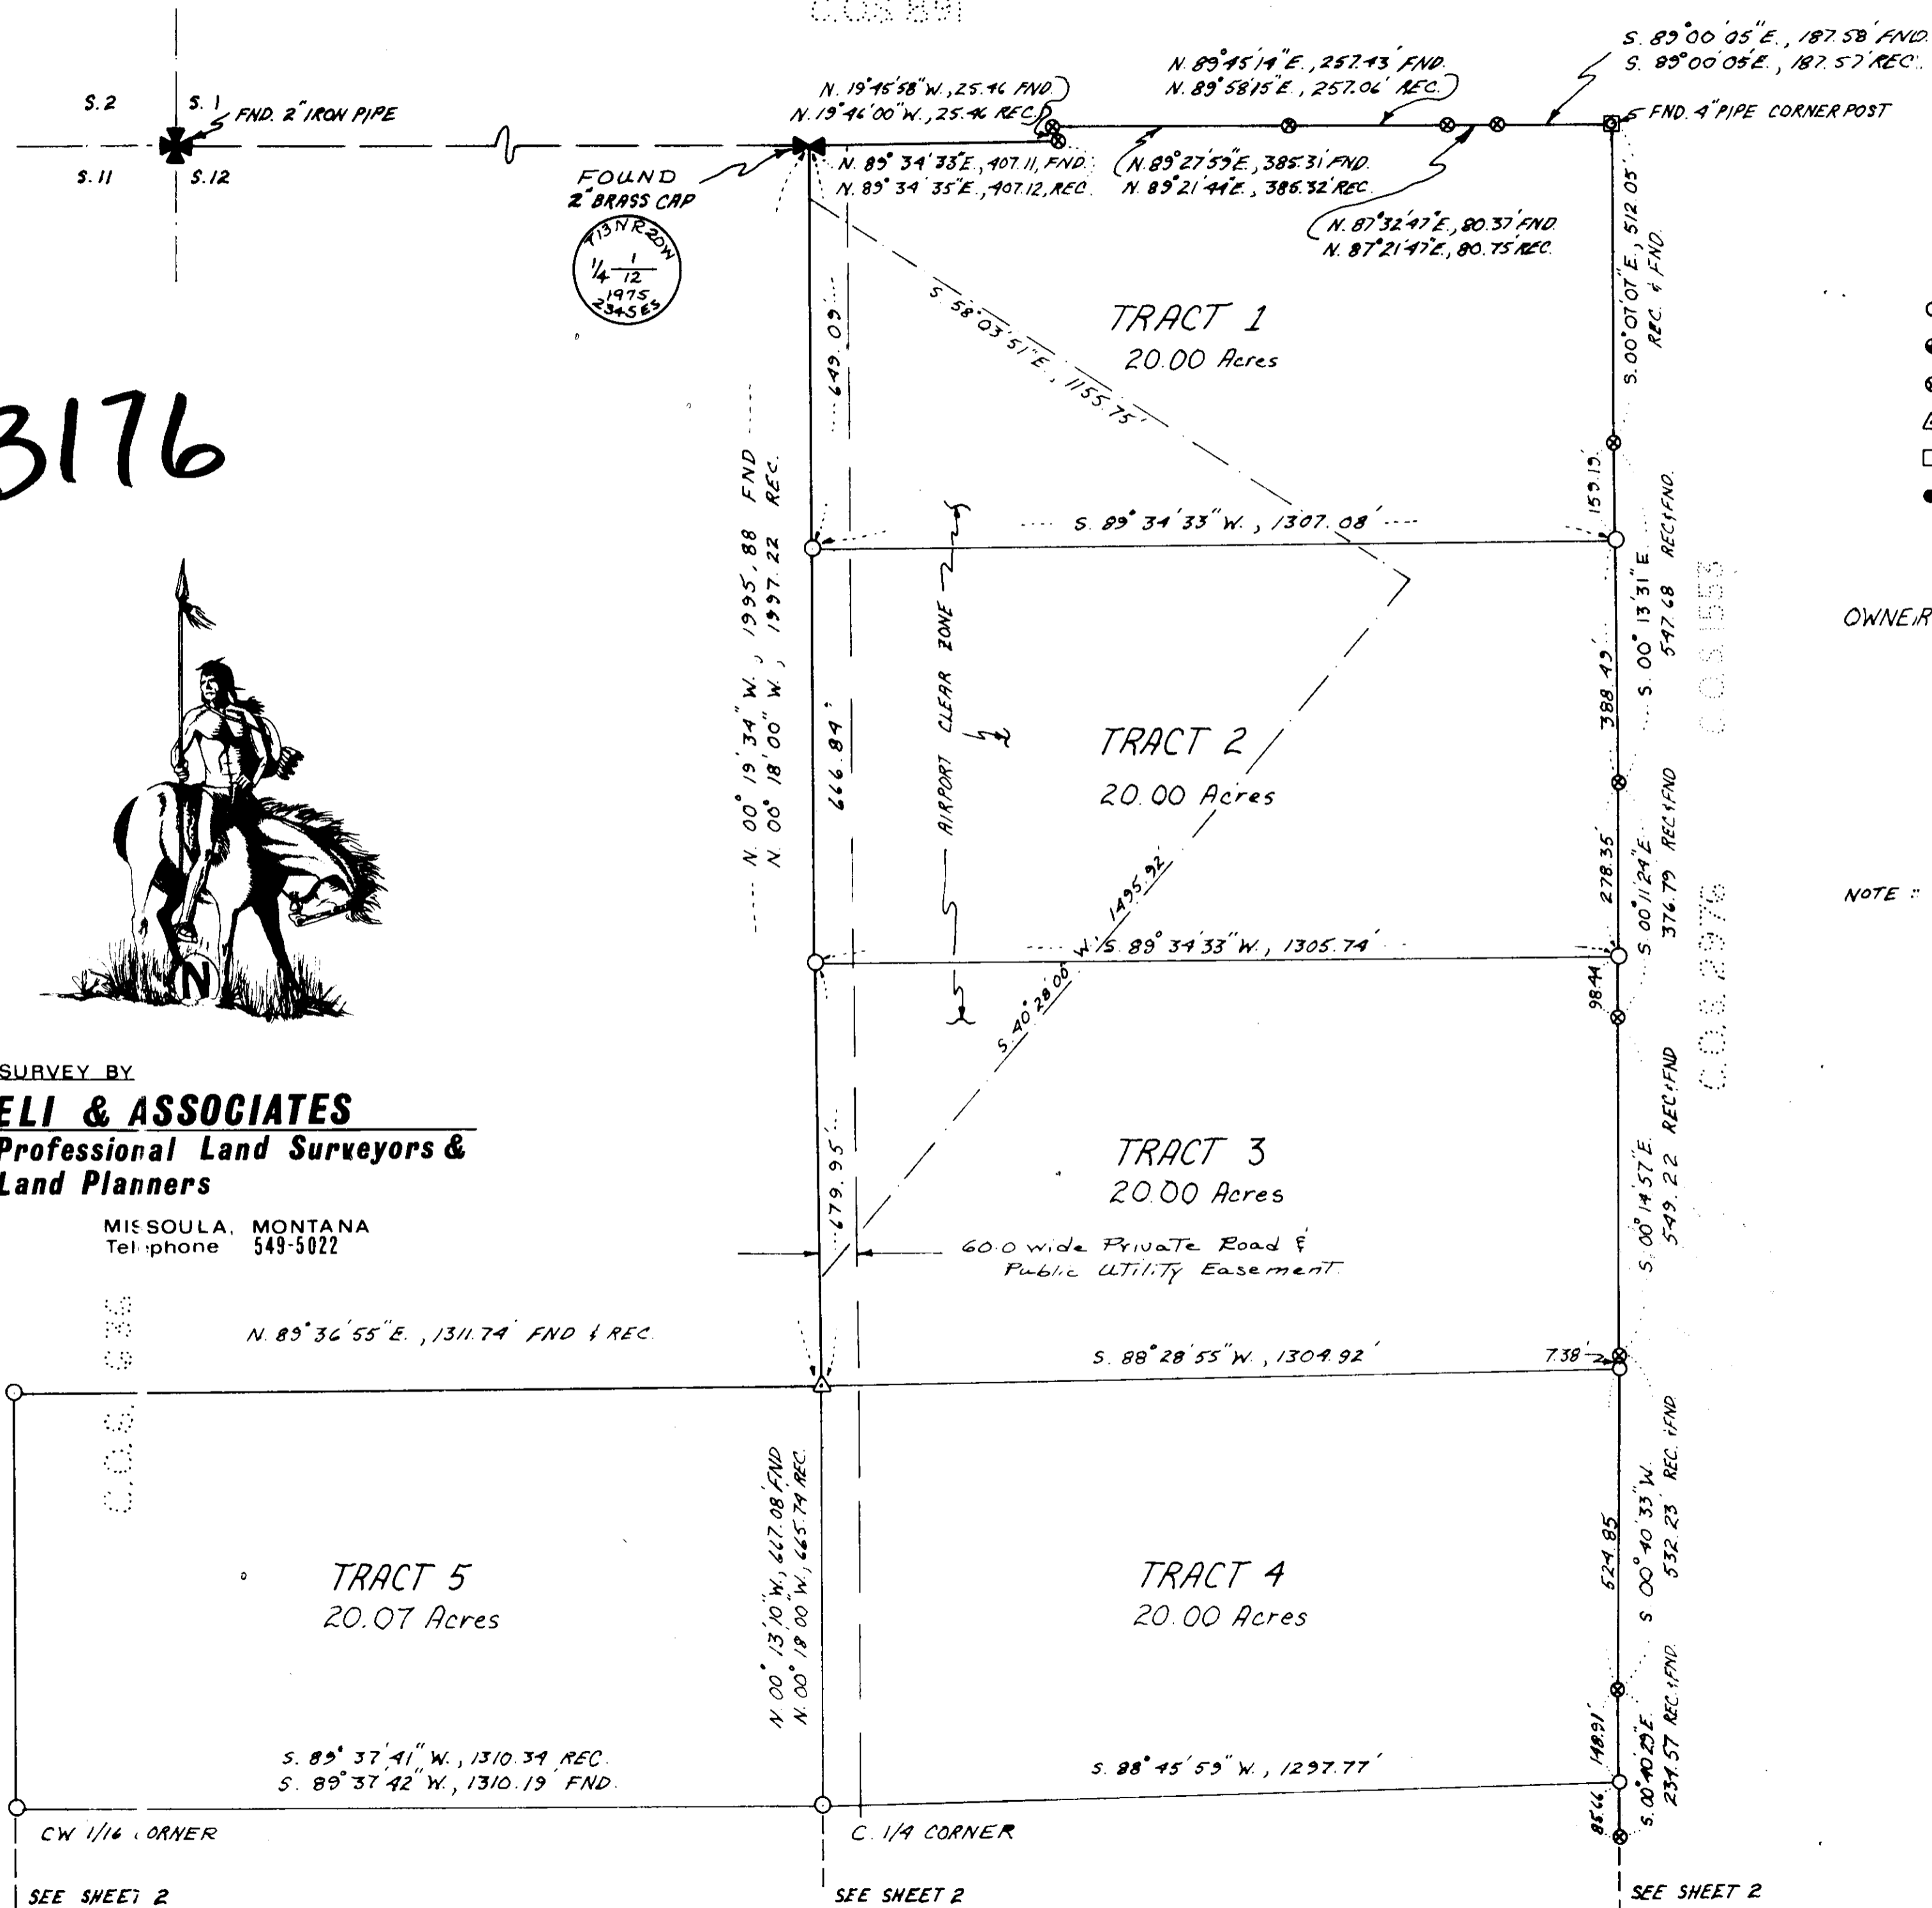 C.O.S 891
S. 2
S. 1
FND. 2" IRON PIPE
S. 11
S. 12
FOUND
2" BRASS CAP
T13N R20W
1/4 1/12
1975
2345ES
N. 19°45'58"W., 25.46 FND.
N. 19°46'00"W., 25.46 REC.
N. 89°45'14"E., 257.43 FND.
N. 89°58'15"E., 257.06' REC.
S. 89°00'05"E., 187.58 FND.
S. 89°00'05"E., 187.57' REC.
FND. 4" PIPE CORNER POST
N. 89°34'33"E., 407.11, FND.
N. 89°34'35"E., 407.12, REC.
N. 89°27'59"E., 385.31' FND.
N. 89°21'44"E., 386.32' REC.
N. 87°32'47"E., 80.37' FND.
N. 87°21'47"E., 80.75' REC.
S. 00°07'07"E., 512.05'
REC. & FND.
3176
649.09'
S. 58°03'51"E., 1155.75'
TRACT 1
20.00 Acres
N. 00° 19' 34" W., 1995.88 FND
N. 00° 18' 00" W., 1997.22 REC.
159.19'
S. 89° 34' 33" W., 1307.08'
S. 00° 13' 31" E.
547.68 REC & FND.
C.O.S 1553
OWNER
666.84'
AIRPORT CLEAR ZONE
TRACT 2
20.00 Acres
388.49'
278.35'
S. 00°11'24"E.
376.79 REC & FND
C.O.S. 2976
NOTE :
S. 40°28'00" W. 1495.92'
S. 89° 34' 33" W., 1305.74'
98.44
N
SURVEY BY
ELI & ASSOCIATES
Professional Land Surveyors &
Land Planners
MISSOULA, MONTANA
Telephone 549-5022
679.95'
TRACT 3
20.00 Acres
60.0 wide Private Road &
Public Utility Easement
S. 00°14'57"E.
549.22 REC & FND
C.O.S. 636
N. 89°36'55"E., 1311.74' FND & REC.
S. 88°28'55"W., 1304.92'
7.38'
TRACT 5
20.07 Acres
N. 00° 13' 10" W., 667.08' FND
N. 00° 18' 00" W., 665.74 REC.
TRACT 4
20.00 Acres
524.85
S. 00°40'33"W.
532.23' REC. & FND.
S. 89° 37' 41" W., 1310.34 REC.
S. 89° 37' 42" W., 1310.19 FND.
S. 88° 45' 59" W., 1297.77'
148.91'
85.66
S. 00°40'29"E.
234.57 REC. & FND.
CW 1/16 CORNER
C. 1/4 CORNER
SEE SHEET 2
SEE SHEET 2
SEE SHEET 2